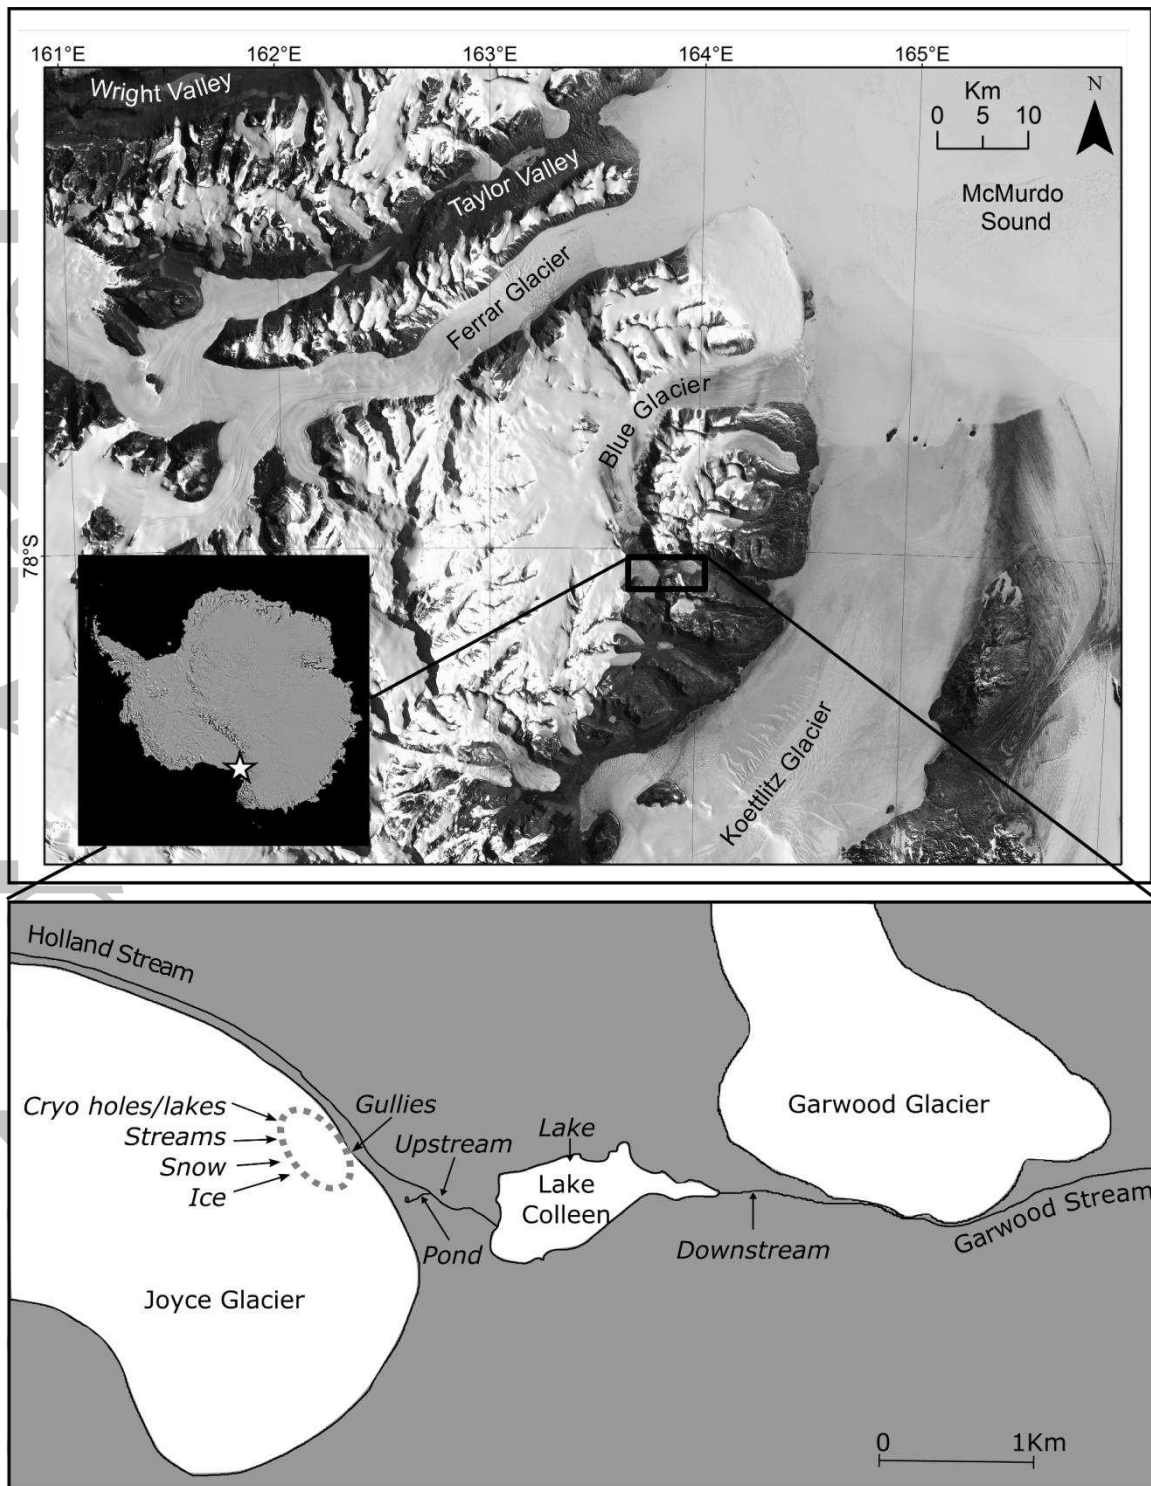 161°E 162°E 163°E 164°E 165°E
Wright Valley
Km
0 5 10
N
Taylor Valley
McMurdo
Sound
Ferrar Glacier
Blue Glacier
78°S
Koettlitz Glacier
Holland Stream
Cryo holes/lakes
Streams
Snow
Ice
Gullies
Upstream
Pond
Lake
Lake
Colleen
Downstream
Garwood Glacier
Garwood Stream
Joyce Glacier
0 1Km